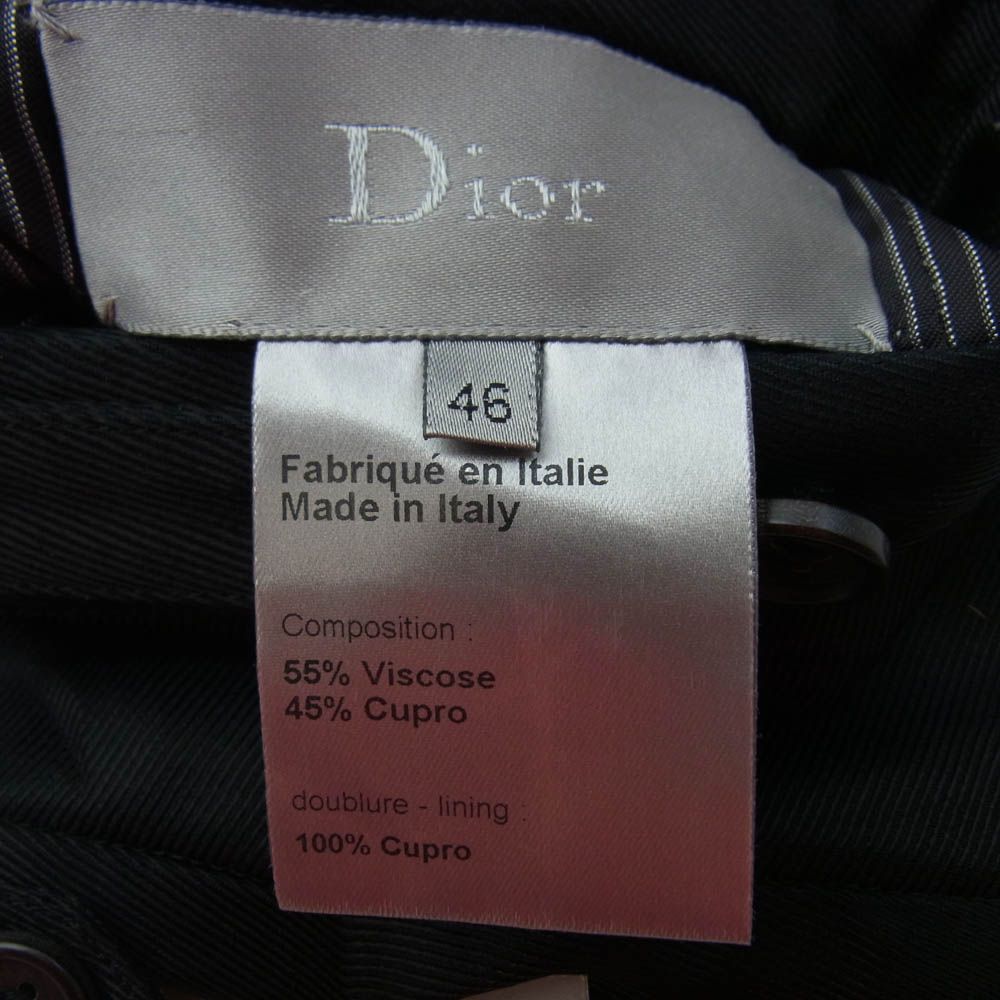 Dior
46
Fabriqué en Italie
Made in Italy
Composition :
55% Viscose
45% Cupro
doublure - lining :
100% Cupro